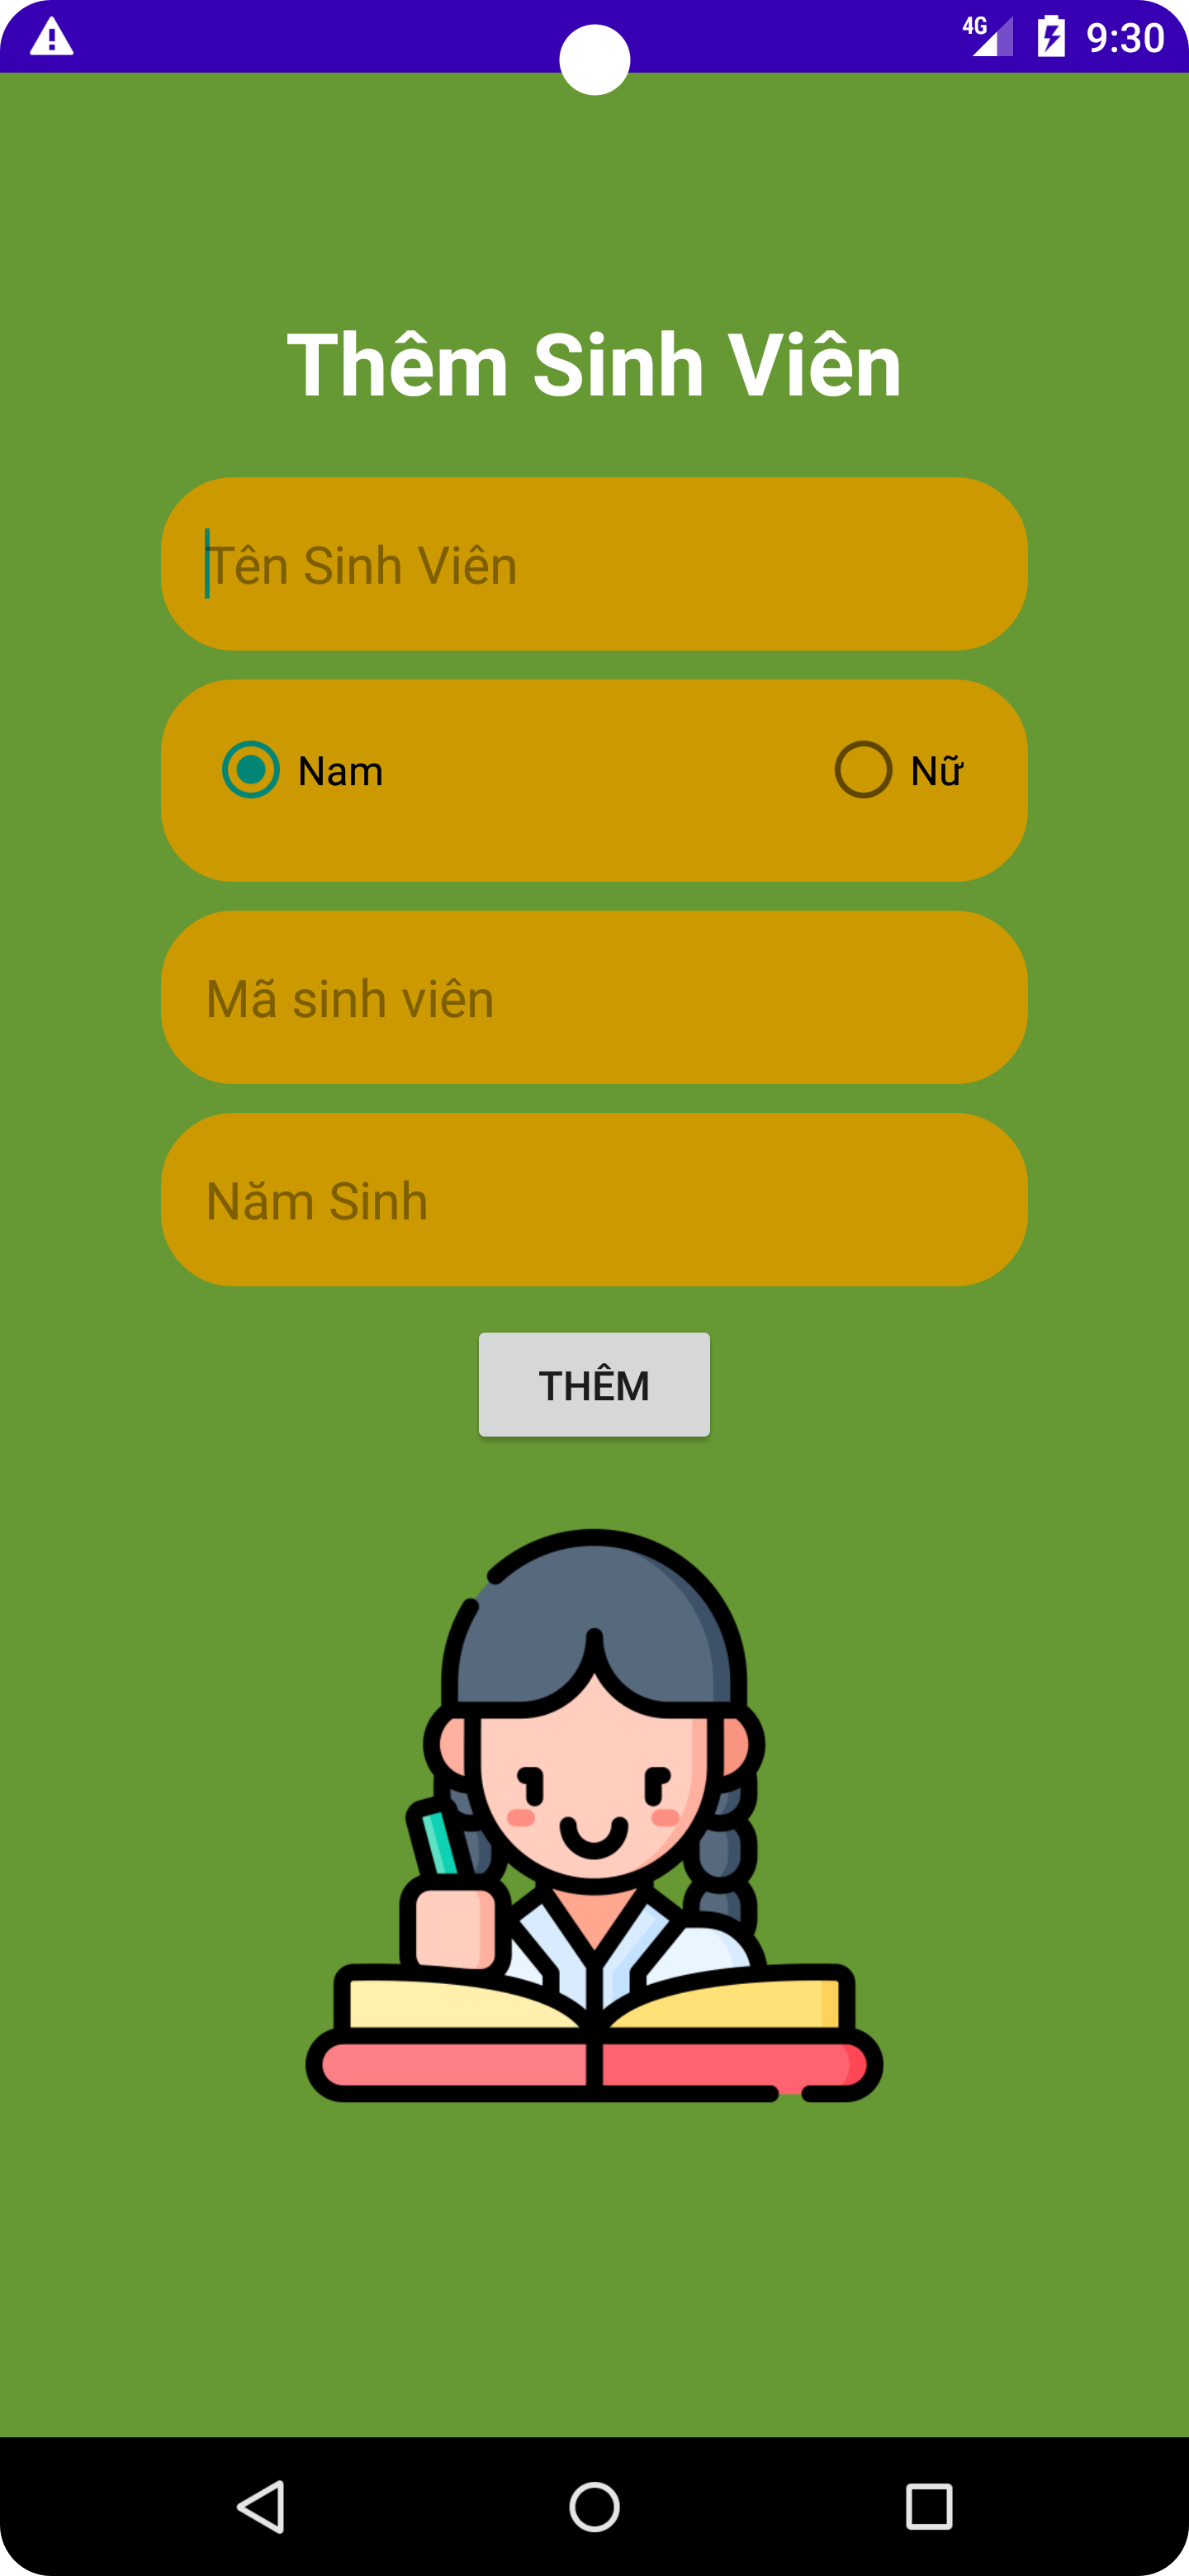 4G 9:30
Thêm Sinh Viên
Tên Sinh Viên
Nam Nữ
Mã sinh viên
Năm Sinh
THÊM